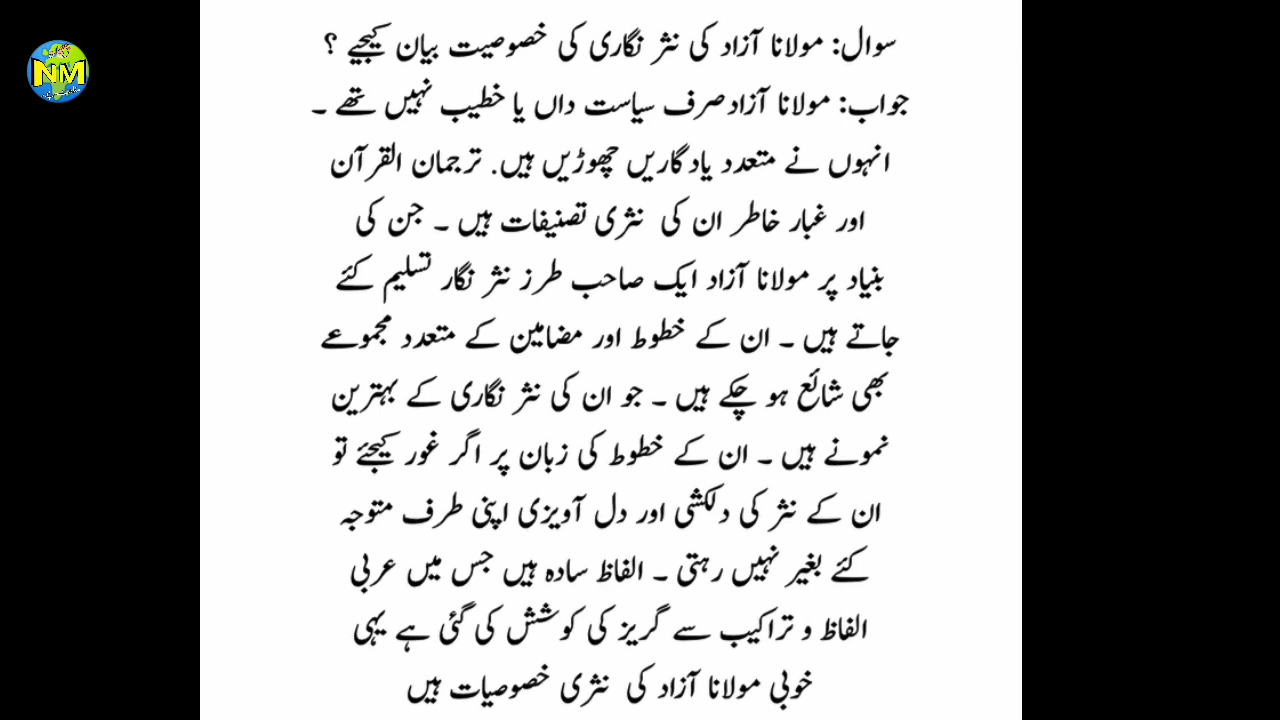 NM
سوال: مولانا آزاد کی نثر نگاری کی خصوصیت بیان کیجیے ؟
جواب: مولانا آزاد صرف سیاست داں یا خطیب نہیں تھے ۔
انہوں نے متعدد یادگاریں چھوڑیں ہیں. ترجمان القرآن
اور غبار خاطر ان کی نثری تصنیفات ہیں ۔ جن کی
بنیاد پر مولانا آزاد ایک صاحب طرز نثر نگار تسلیم کئے
جاتے ہیں ۔ ان کے خطوط اور مضامین کے متعدد مجموعے
بھی شائع ہو چکے ہیں ۔ جو ان کی نثر نگاری کے بہترین
نمونے ہیں ۔ ان کے خطوط کی زبان پر اگر غور کیجئے تو
ان کے نثر کی دلکشی اور دل آویزی اپنی طرف متوجہ
کئے بغیر نہیں رہتی ۔ الفاظ سادہ ہیں جس میں عربی
الفاظ و تراکیب سے گریز کی کوشش کی گئی ہے یہی
خوبی مولانا آزاد کی نثری خصوصیات ہیں